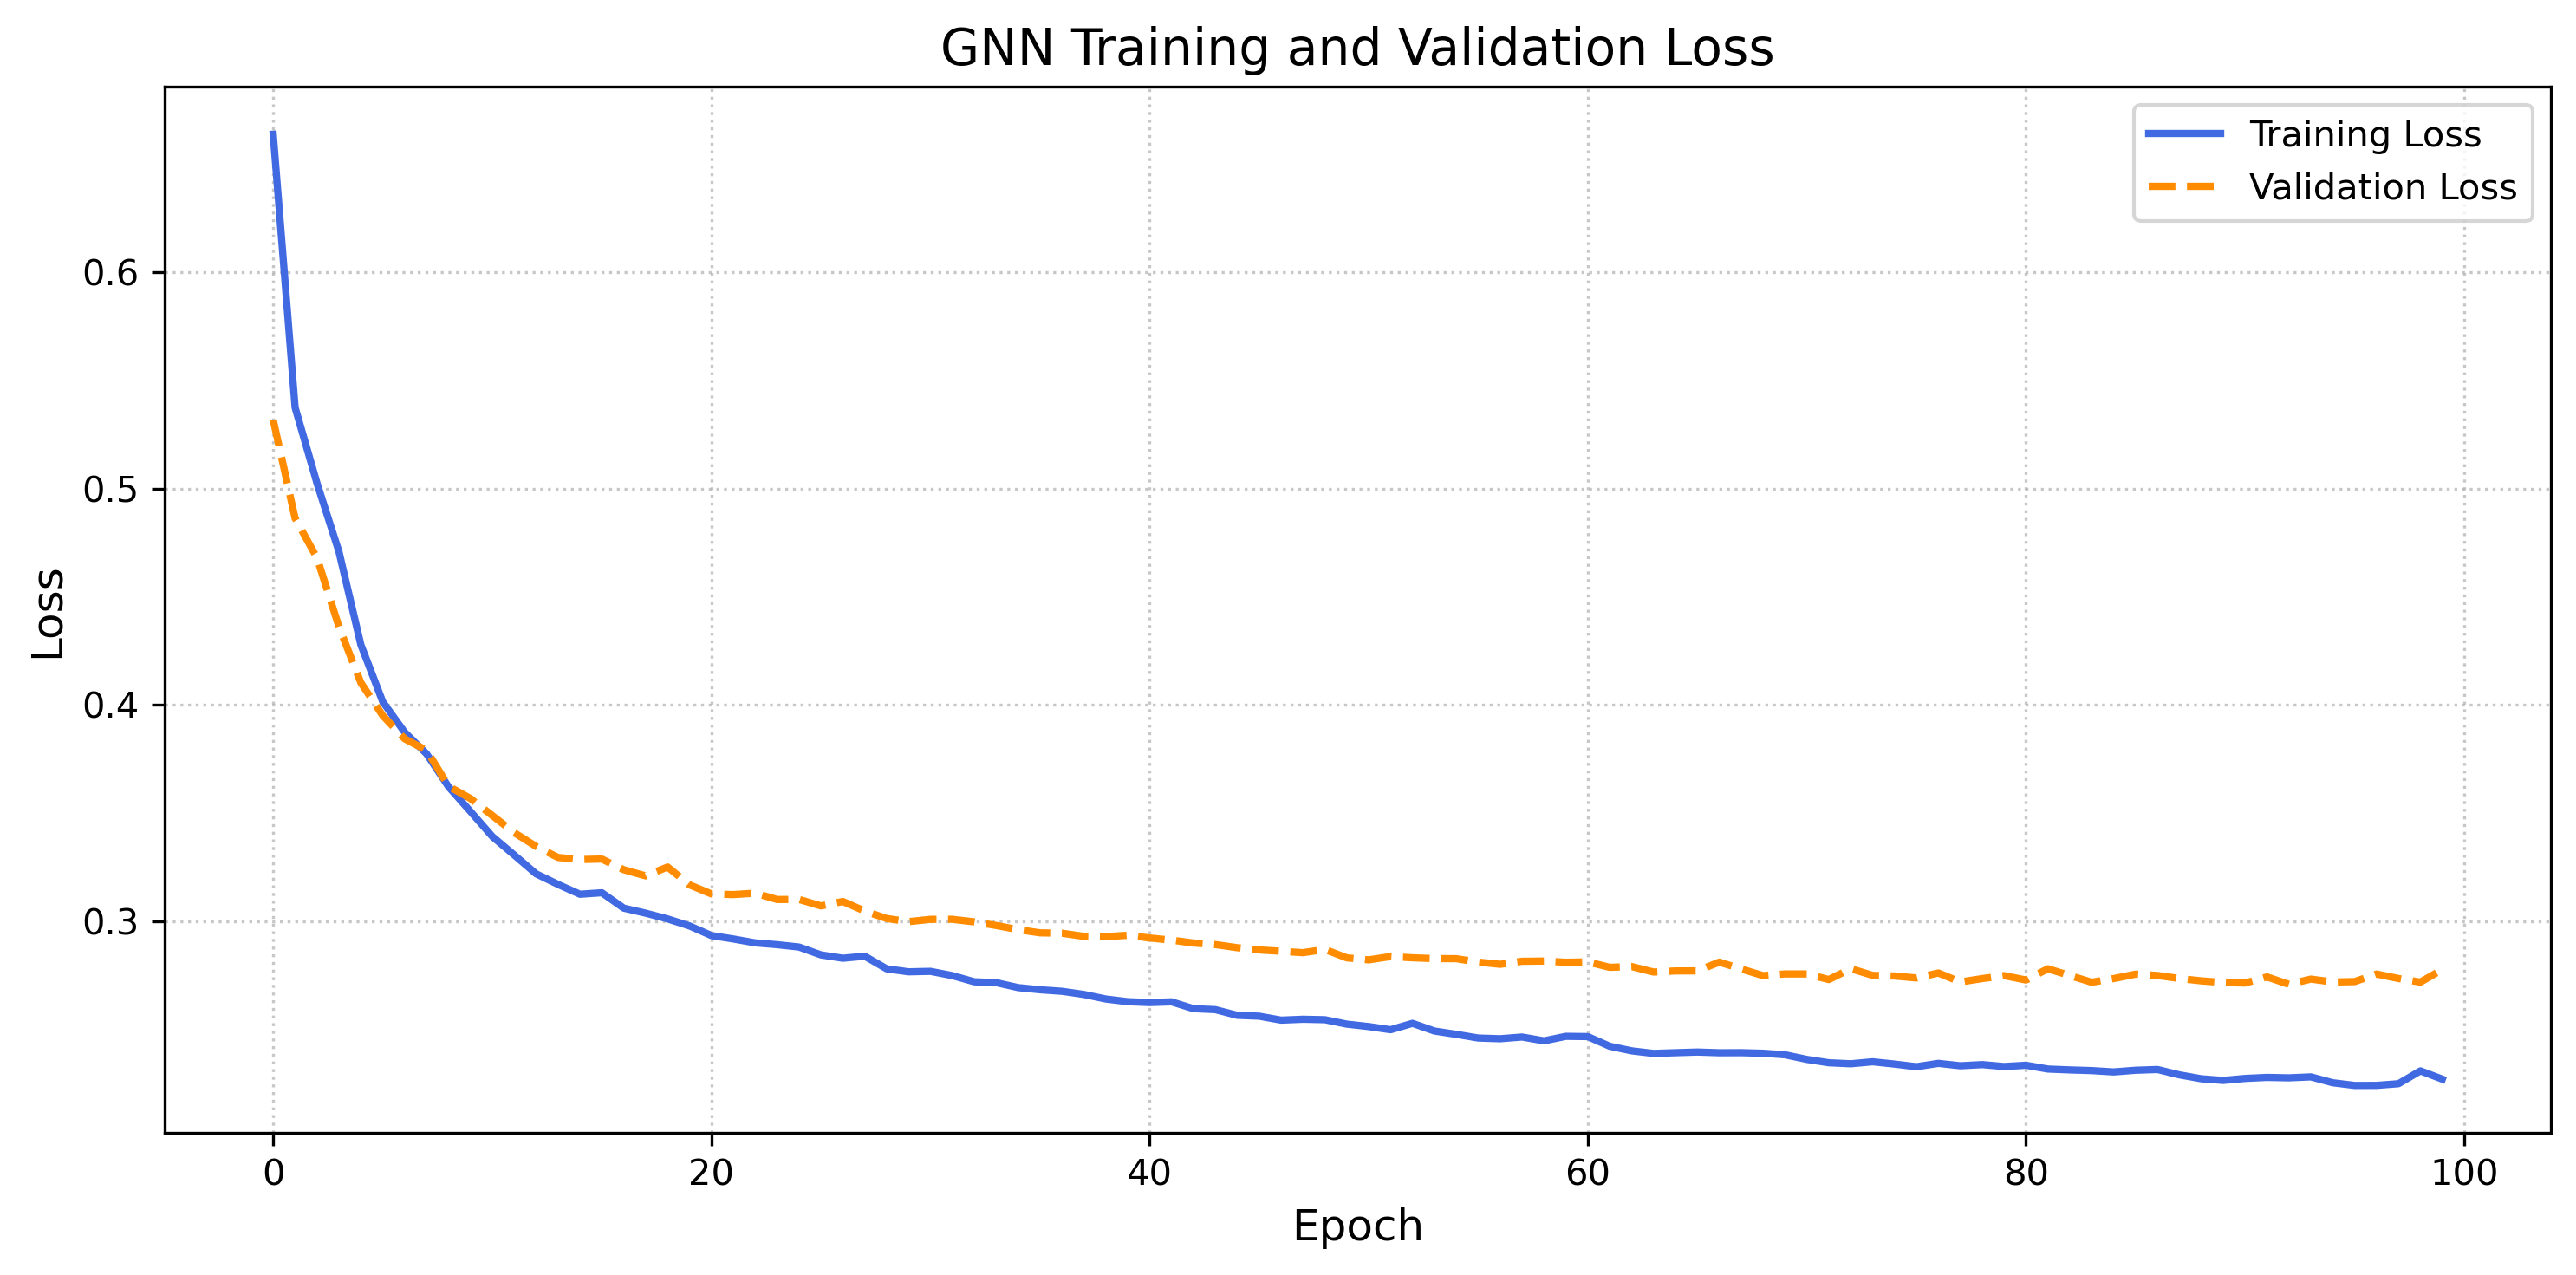 GNN Training and Validation Loss
Training Loss
Validation Loss
0.6
0.5
0.4
0.3
Loss
0 20 40 60 80 100
Epoch